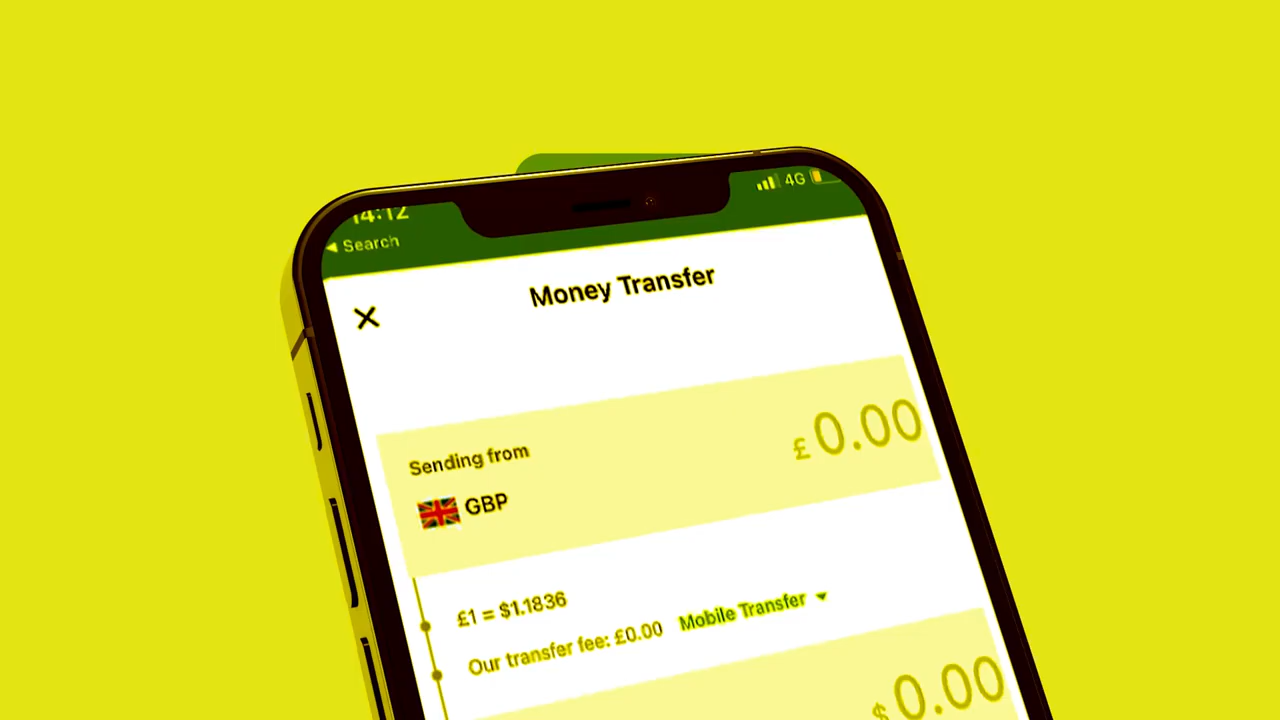 14:12
4G
◀ Search
Money Transfer
£0.00
Sending from
GBP
£1 = $1.1836
Our transfer fee: £0.00 Mobile Transfer
$0.00